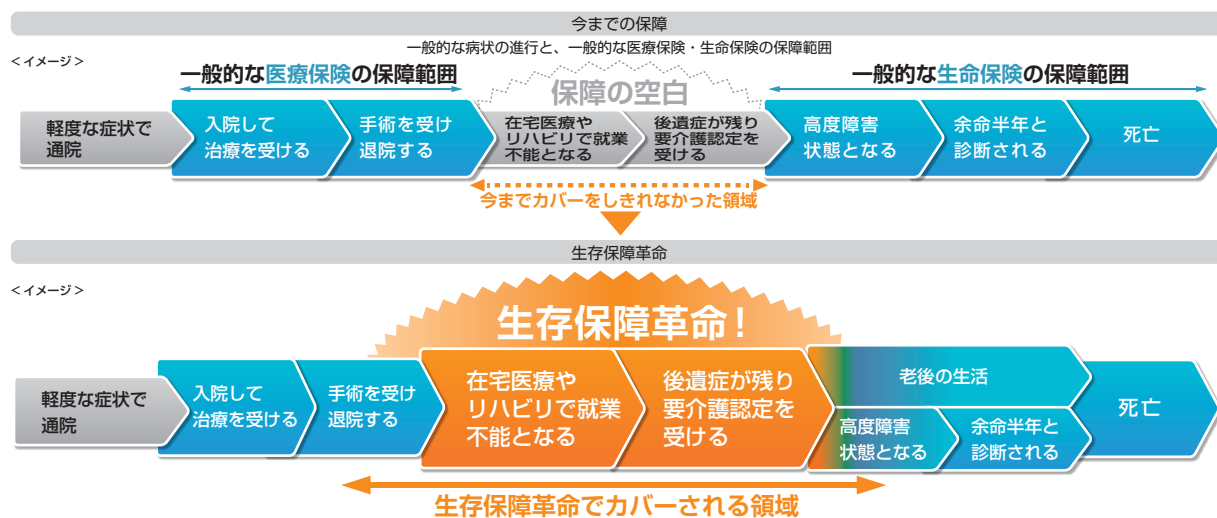 今までの保障
一般的な病状の進行と、一般的な医療保険・生命保険の保障範囲
<イメージ>
一般的な医療保険の保障範囲
保障の空白
一般的な生命保険の保障範囲
軽度な症状で
通院
入院して
治療を受ける
手術を受け
退院する
在宅医療や
リハビリで就業
不能となる
後遺症が残り
要介護認定を
受ける
高度障害
状態となる
余命半年と
診断される
死亡
今までカバーをしきれなかった領域
生存保障革命
<イメージ>
生存保障革命!
軽度な症状で
通院
入院して
治療を受ける
手術を受け
退院する
在宅医療や
リハビリで就業
不能となる
後遺症が残り
要介護認定を
受ける
老後の生活
高度障害
状態となる
余命半年と
診断される
死亡
生存保障革命でカバーされる領域